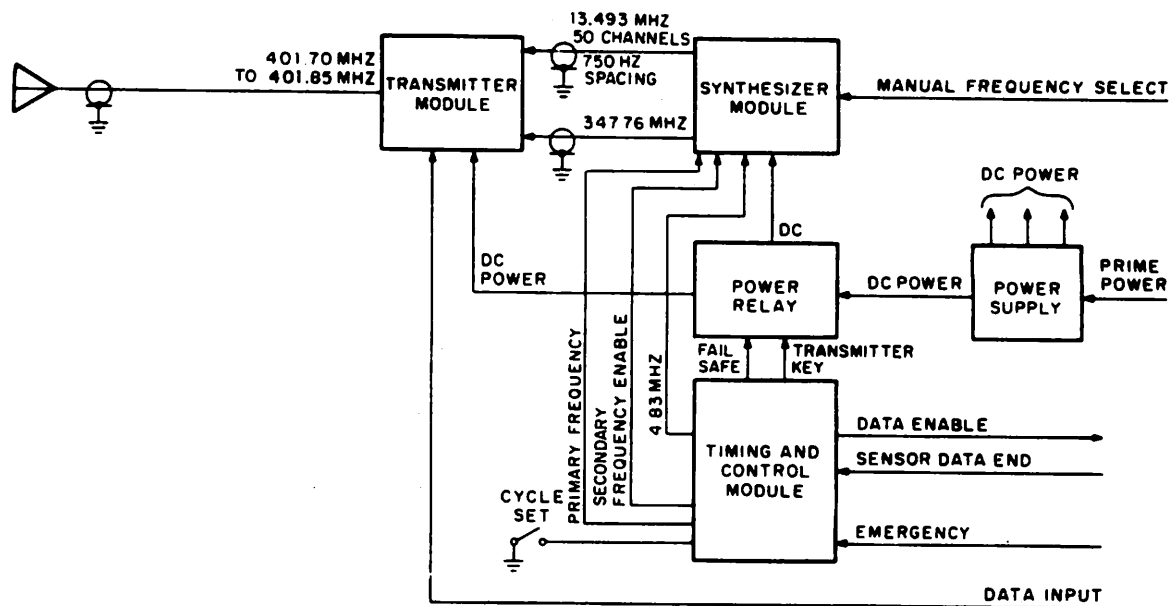 13.493 MHZ
50 CHANNELS
750 HZ
SPACING
401.70 MHZ
TO 401.85 MHZ
TRANSMITTER
MODULE
SYNTHESIZER
MODULE
MANUAL FREQUENCY SELECT
34776 MHZ
DC POWER
DC
DC
POWER
POWER
RELAY
DC POWER
POWER
SUPPLY
PRIME
POWER
FAIL
SAFE
TRANSMITTER
KEY
PRIMARY FREQUENCY
SECONDARY
FREQUENCY ENABLE
4 83 MHZ
TIMING AND
CONTROL
MODULE
DATA ENABLE
SENSOR DATA END
EMERGENCY
CYCLE
SET
DATA INPUT